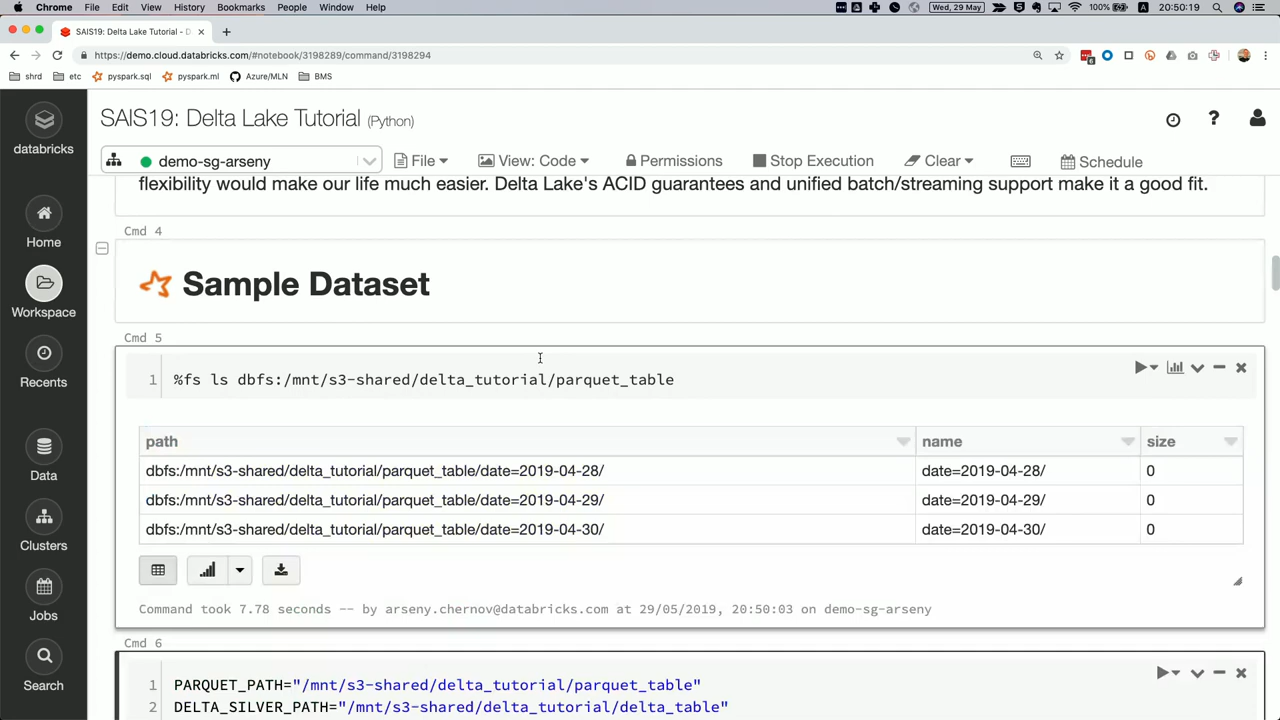 Chrome File Edit View History Bookmarks People Window Help 100% A Wed, 29 May 20:50:19
SAIS19: Delta Lake Tutorial - D
https://demo.cloud.databricks.com/#notebook/3198289/command/3198294
shrd etc pyspark.sql pyspark.ml Azure/MLN BMS
databricks
Home
Workspace
Recents
Data
Clusters
Jobs
Search
SAIS19: Delta Lake Tutorial (Python)
demo-sg-arseny File View: Code Permissions Stop Execution Clear Schedule
flexibility would make our life much easier. Delta Lake's ACID guarantees and unified batch/streaming support make it a good fit.
Cmd 4
Sample Dataset
Cmd 5
1 %fs ls dbfs:/mnt/s3-shared/delta_tutorial/parquet_table
path name size
dbfs:/mnt/s3-shared/delta_tutorial/parquet_table/date=2019-04-28/ date=2019-04-28/ 0
dbfs:/mnt/s3-shared/delta_tutorial/parquet_table/date=2019-04-29/ date=2019-04-29/ 0
dbfs:/mnt/s3-shared/delta_tutorial/parquet_table/date=2019-04-30/ date=2019-04-30/ 0
Command took 7.78 seconds -- by arseny.chernov@databricks.com at 29/05/2019, 20:50:03 on demo-sg-arseny
Cmd 6
1 PARQUET_PATH="/mnt/s3-shared/delta_tutorial/parquet_table"
2 DELTA_SILVER_PATH="/mnt/s3-shared/delta_tutorial/delta_table"